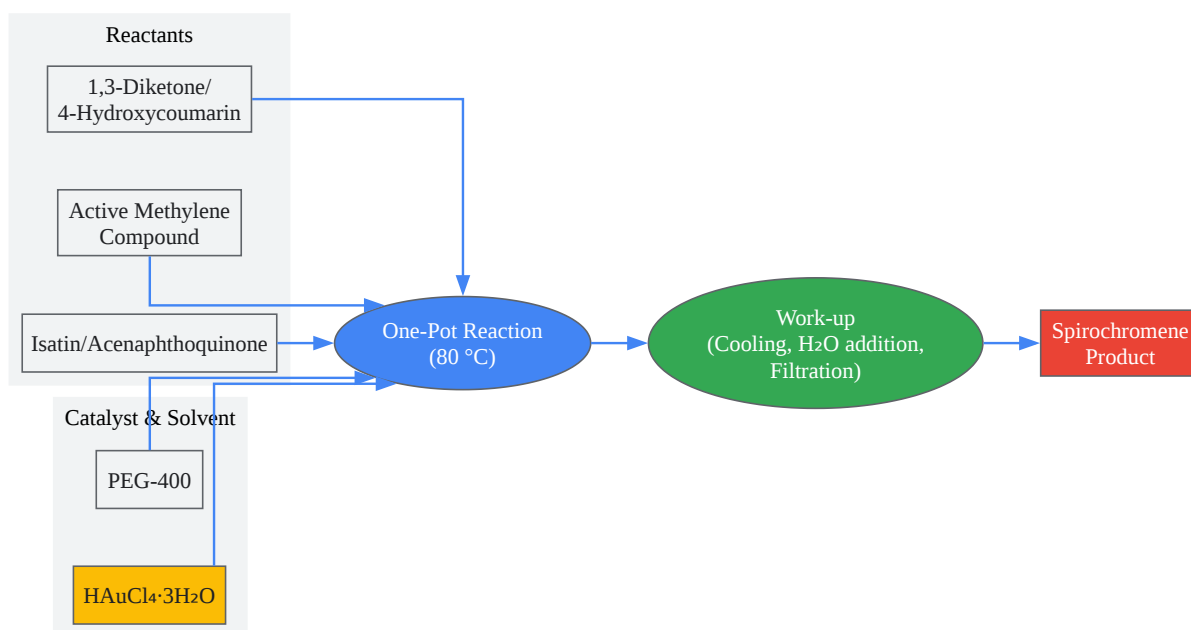 Reactants
1,3-Diketone/
4-Hydroxycoumarin
Active Methylene
Compound
Isatin/Acenaphthoquinone
Catalyst & Solvent
PEG-400
HAuCl₄·3H₂O
One-Pot Reaction
(80 °C)
Work-up
(Cooling, H₂O addition,
Filtration)
Spirochromene
Product